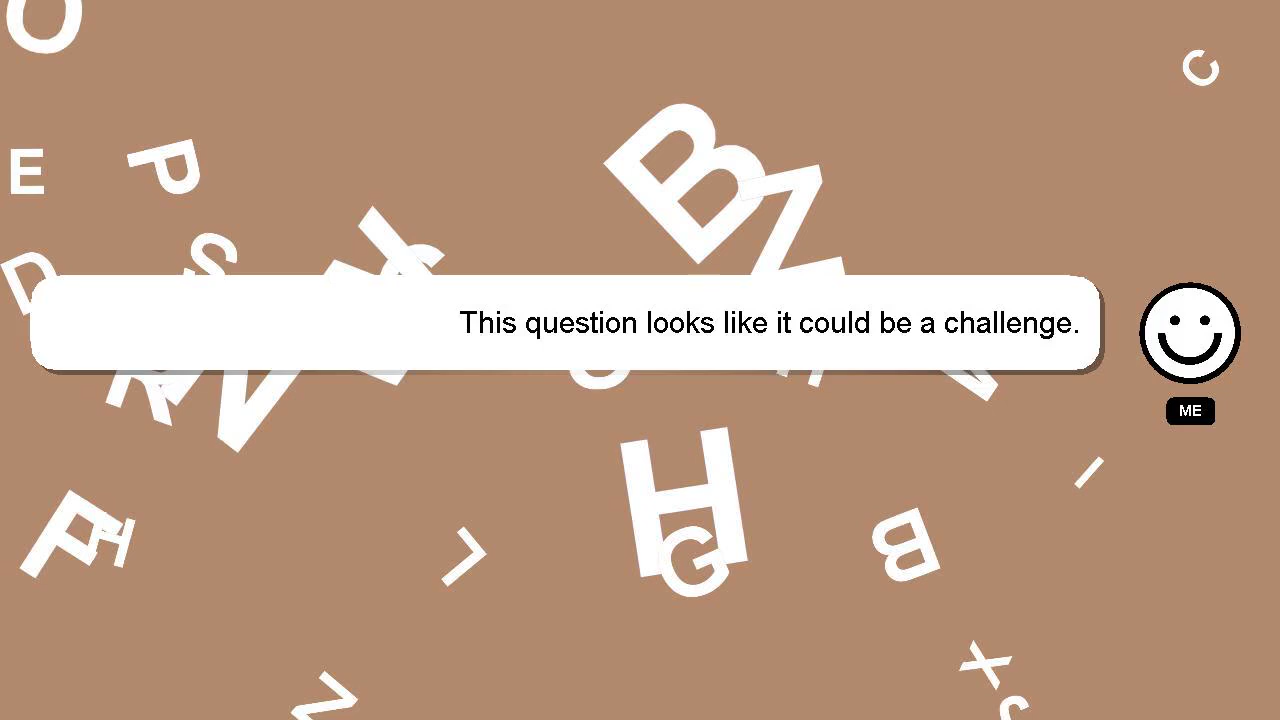 O
C
B
E
P
Z
S
D
This question looks like it could be a challenge.
ME
R
H
I
P
H
L
G
B
X
Z